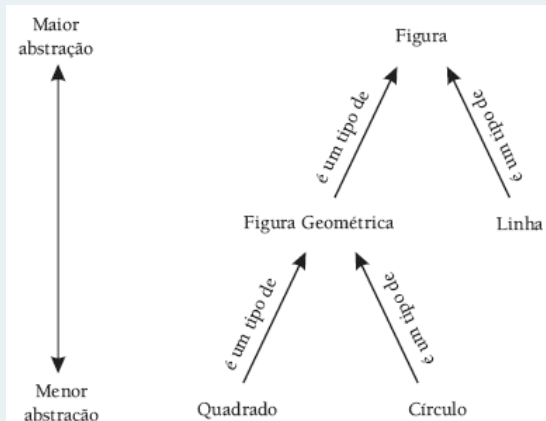 Maior
abstração
Figura
é um tipo de
é um tipo de
Figura Geométrica
Linha
é um tipo de
é um tipo de
Menor
abstração
Quadrado
Círculo